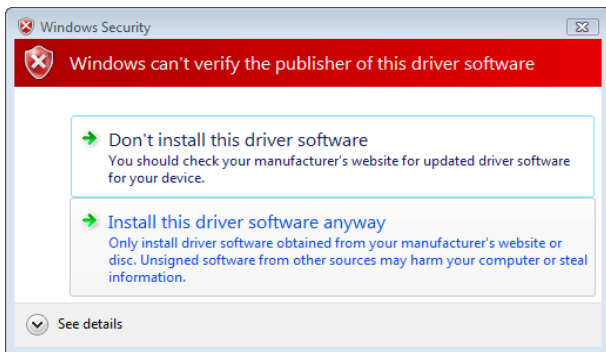 Windows Security
Windows can't verify the publisher of this driver software
Don't install this driver software
You should check your manufacturer's website for updated driver software
for your device.
Install this driver software anyway
Only install driver software obtained from your manufacturer's website or
disc. Unsigned software from other sources may harm your computer or steal
information.
See details